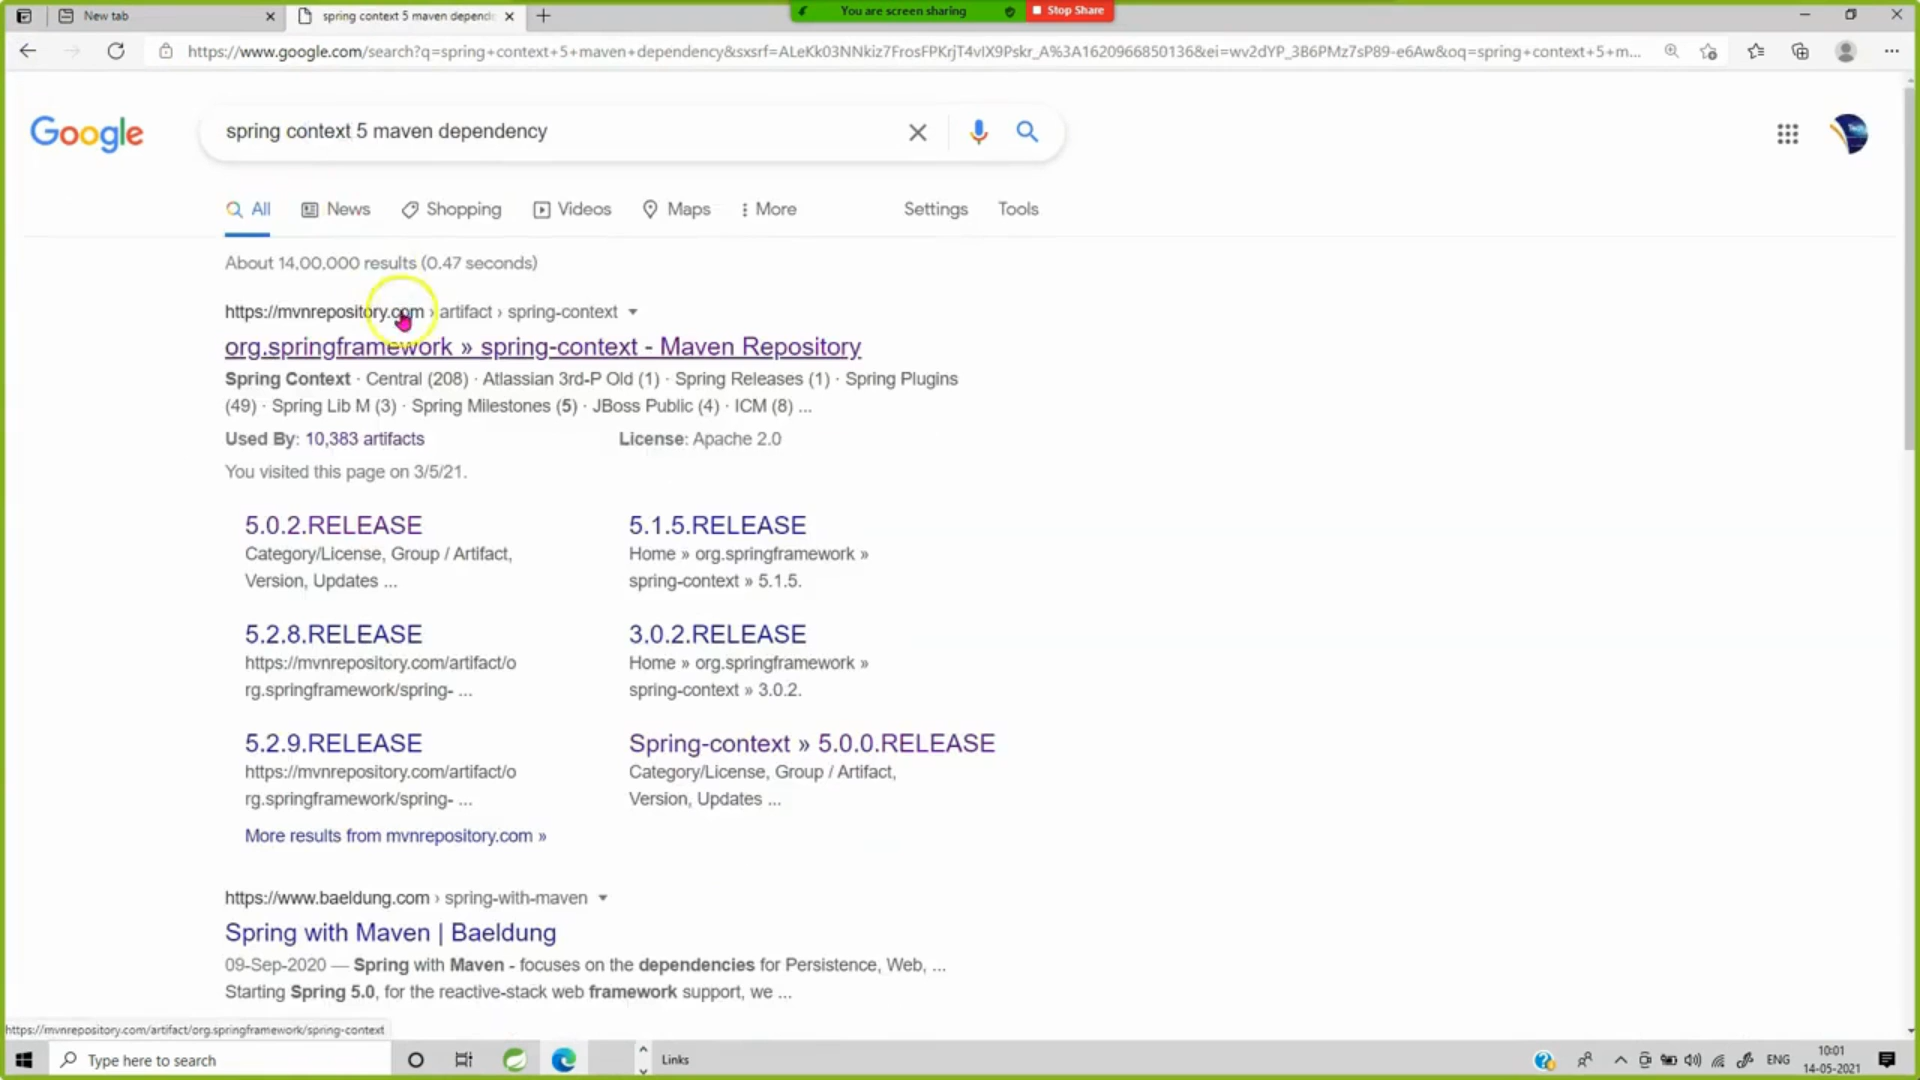 New tab
spring context 5 maven depend
You are screen sharing
Stop Share
https://www.google.com/search?q=spring+context+5+maven+dependency&sxsrf=ALeKk03NNkiz7FrosFPKrjT4vIX9Pskr_A%3A1620966850136&ei=wv2dYP_3B6PMz7sP89-e6Aw&oq=spring+context+5+m...
Google
spring context 5 maven dependency
All
News
Shopping
Videos
Maps
More
Settings
Tools
About 14,00,000 results (0.47 seconds)
https://mvnrepository.com › artifact › spring-context
org.springframework » spring-context - Maven Repository
Spring Context · Central (208) · Atlassian 3rd-P Old (1) · Spring Releases (1) · Spring Plugins
(49) · Spring Lib M (3) · Spring Milestones (5) · JBoss Public (4) · ICM (8) ...
Used By: 10,383 artifacts
License: Apache 2.0
You visited this page on 3/5/21.
5.0.2.RELEASE
Category/License, Group / Artifact,
Version, Updates ...
5.1.5.RELEASE
Home » org.springframework »
spring-context » 5.1.5.
5.2.8.RELEASE
https://mvnrepository.com/artifact/o
rg.springframework/spring- ...
3.0.2.RELEASE
Home » org.springframework »
spring-context » 3.0.2.
5.2.9.RELEASE
https://mvnrepository.com/artifact/o
rg.springframework/spring- ...
Spring-context » 5.0.0.RELEASE
Category/License, Group / Artifact,
Version, Updates ...
More results from mvnrepository.com »
https://www.baeldung.com › spring-with-maven
Spring with Maven | Baeldung
09-Sep-2020 — Spring with Maven - focuses on the dependencies for Persistence, Web, ...
Starting Spring 5.0, for the reactive-stack web framework support, we ...
https://mvnrepository.com/artifact/org.springframework/spring-context
Type here to search
Links
ENG
10:01
14-05-2021